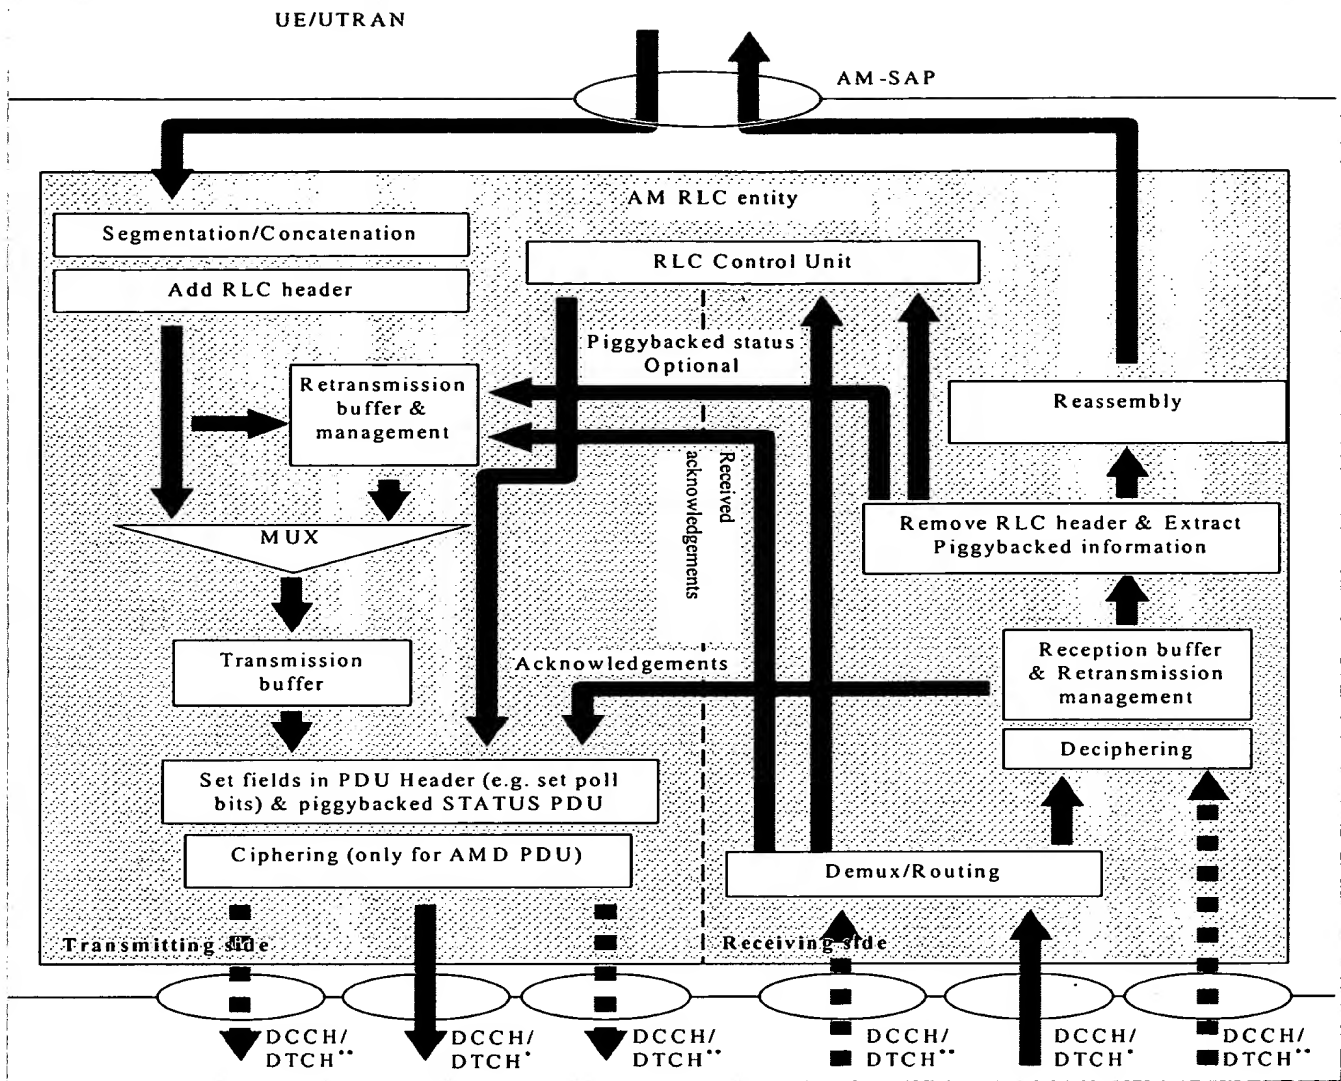 UE/UTRAN
AM-SAP
AM RLC entity
Segmentation/Concatenation
Add RLC header
RLC Control Unit
Piggybacked status
Optional
Retransmission
buffer &
management
Reassembly
Received
acknowledgements
MUX
Remove RLC header & Extract
Piggybacked information
Transmission
buffer
Acknowledgements
Reception buffer
& Retransmission
management
Deciphering
Set fields in PDU Header (e.g. set poll
bits) & piggybacked STATUS PDU
Ciphering (only for AMD PDU)
Demux/Routing
Transmitting side
Receiving side
DCCH/
DTCH**
DCCH/
DTCH*
DCCH/
DTCH**
DCCH/
DTCH**
DCCH/
DTCH*
DCCH/
DTCH**